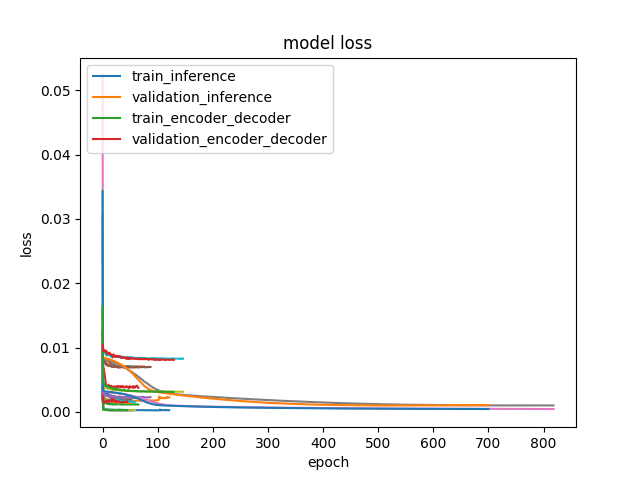 model loss
train_inference
validation_inference
train_encoder_decoder
validation_encoder_decoder
loss
0.05
0.04
0.03
0.02
0.01
0.00
0 100 200 300 400 500 600 700 800
epoch